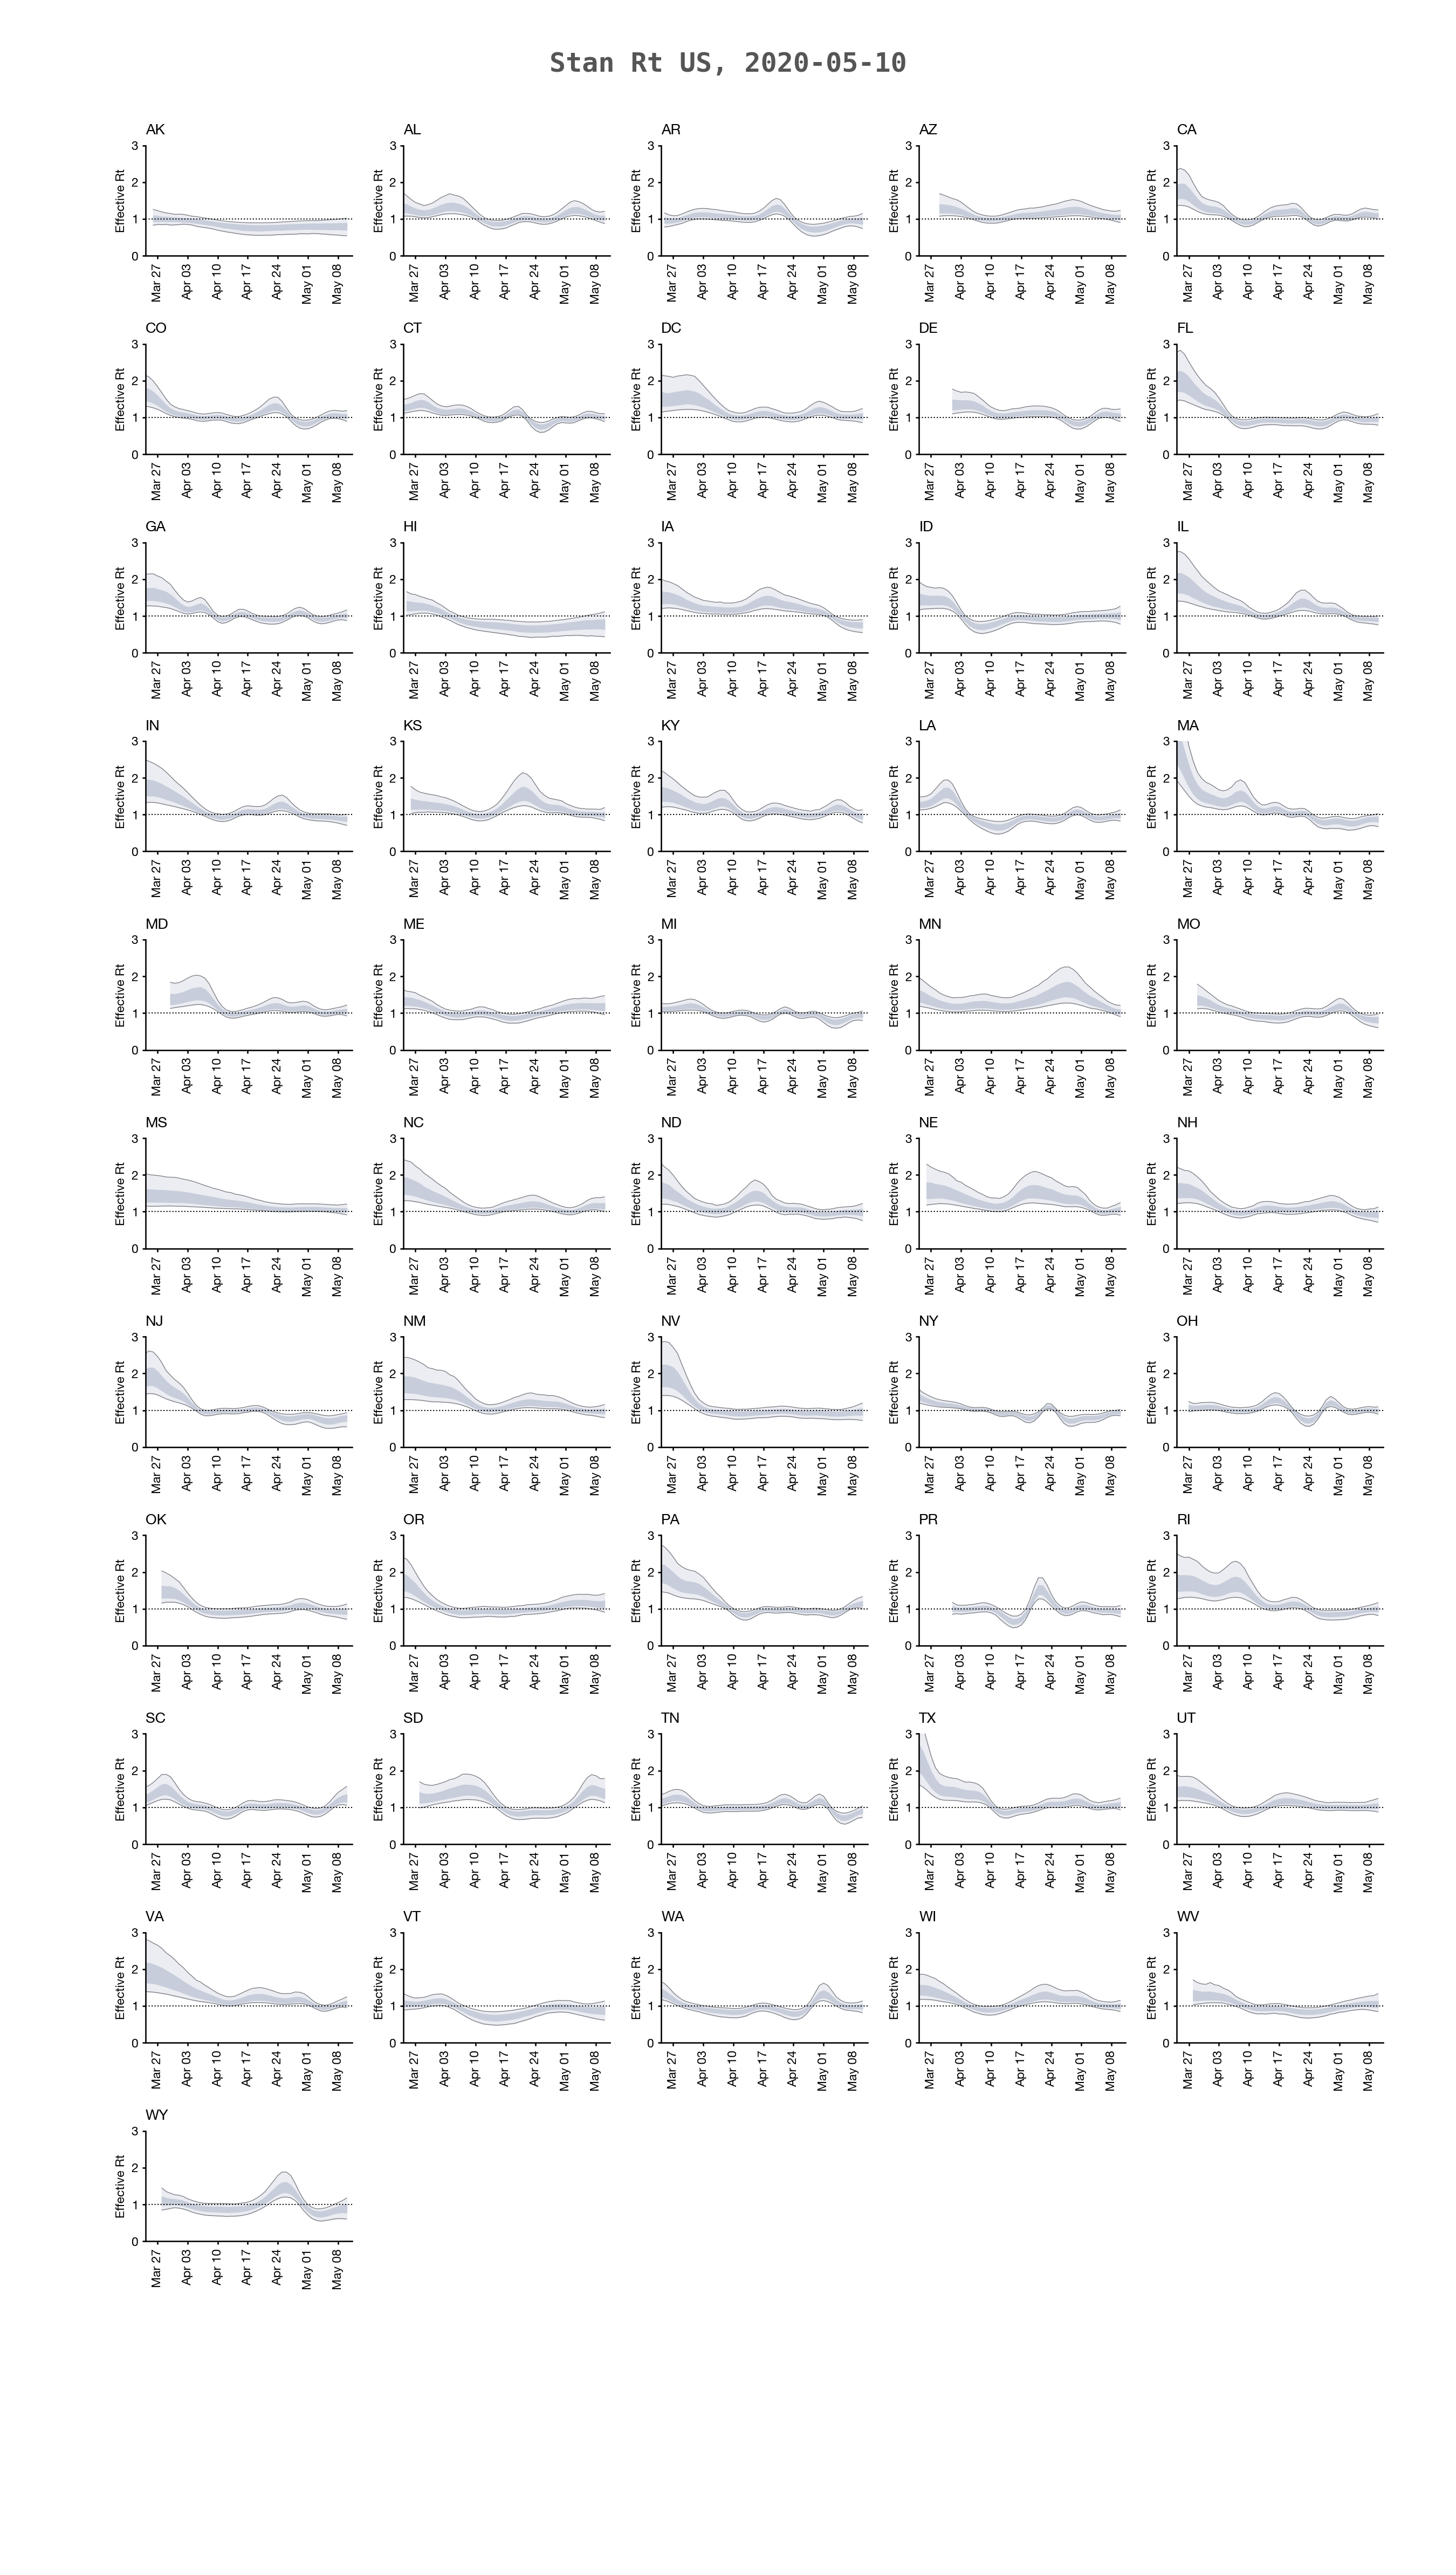 Stan Rt US, 2020-05-10
AK AL AR AZ CA
3 3 3 3 3
2 2 2 2 2
Effective Rt Effective Rt Effective Rt Effective Rt Effective Rt
1 1 1 1 1
0 0 0 0 0
Mar 27 Apr 03 Apr 10 Apr 17 Apr 24 May 01 May 08 Mar 27 Apr 03 Apr 10 Apr 17 Apr 24 May 01 May 08 Mar 27 Apr 03 Apr 10 Apr 17 Apr 24 May 01 May 08 Mar 27 Apr 03 Apr 10 Apr 17 Apr 24 May 01 May 08 Mar 27 Apr 03 Apr 10 Apr 17 Apr 24 May 01 May 08
CO CT DC DE FL
3 3 3 3 3
2 2 2 2 2
Effective Rt Effective Rt Effective Rt Effective Rt Effective Rt
1 1 1 1 1
0 0 0 0 0
Mar 27 Apr 03 Apr 10 Apr 17 Apr 24 May 01 May 08 Mar 27 Apr 03 Apr 10 Apr 17 Apr 24 May 01 May 08 Mar 27 Apr 03 Apr 10 Apr 17 Apr 24 May 01 May 08 Mar 27 Apr 03 Apr 10 Apr 17 Apr 24 May 01 May 08 Mar 27 Apr 03 Apr 10 Apr 17 Apr 24 May 01 May 08
GA HI IA ID IL
3 3 3 3 3
2 2 2 2 2
Effective Rt Effective Rt Effective Rt Effective Rt Effective Rt
1 1 1 1 1
0 0 0 0 0
Mar 27 Apr 03 Apr 10 Apr 17 Apr 24 May 01 May 08 Mar 27 Apr 03 Apr 10 Apr 17 Apr 24 May 01 May 08 Mar 27 Apr 03 Apr 10 Apr 17 Apr 24 May 01 May 08 Mar 27 Apr 03 Apr 10 Apr 17 Apr 24 May 01 May 08 Mar 27 Apr 03 Apr 10 Apr 17 Apr 24 May 01 May 08
IN KS KY LA MA
3 3 3 3 3
2 2 2 2 2
Effective Rt Effective Rt Effective Rt Effective Rt Effective Rt
1 1 1 1 1
0 0 0 0 0
Mar 27 Apr 03 Apr 10 Apr 17 Apr 24 May 01 May 08 Mar 27 Apr 03 Apr 10 Apr 17 Apr 24 May 01 May 08 Mar 27 Apr 03 Apr 10 Apr 17 Apr 24 May 01 May 08 Mar 27 Apr 03 Apr 10 Apr 17 Apr 24 May 01 May 08 Mar 27 Apr 03 Apr 10 Apr 17 Apr 24 May 01 May 08
MD ME MI MN MO
3 3 3 3 3
2 2 2 2 2
Effective Rt Effective Rt Effective Rt Effective Rt Effective Rt
1 1 1 1 1
0 0 0 0 0
Mar 27 Apr 03 Apr 10 Apr 17 Apr 24 May 01 May 08 Mar 27 Apr 03 Apr 10 Apr 17 Apr 24 May 01 May 08 Mar 27 Apr 03 Apr 10 Apr 17 Apr 24 May 01 May 08 Mar 27 Apr 03 Apr 10 Apr 17 Apr 24 May 01 May 08 Mar 27 Apr 03 Apr 10 Apr 17 Apr 24 May 01 May 08
MS NC ND NE NH
3 3 3 3 3
2 2 2 2 2
Effective Rt Effective Rt Effective Rt Effective Rt Effective Rt
1 1 1 1 1
0 0 0 0 0
Mar 27 Apr 03 Apr 10 Apr 17 Apr 24 May 01 May 08 Mar 27 Apr 03 Apr 10 Apr 17 Apr 24 May 01 May 08 Mar 27 Apr 03 Apr 10 Apr 17 Apr 24 May 01 May 08 Mar 27 Apr 03 Apr 10 Apr 17 Apr 24 May 01 May 08 Mar 27 Apr 03 Apr 10 Apr 17 Apr 24 May 01 May 08
NJ NM NV NY OH
3 3 3 3 3
2 2 2 2 2
Effective Rt Effective Rt Effective Rt Effective Rt Effective Rt
1 1 1 1 1
0 0 0 0 0
Mar 27 Apr 03 Apr 10 Apr 17 Apr 24 May 01 May 08 Mar 27 Apr 03 Apr 10 Apr 17 Apr 24 May 01 May 08 Mar 27 Apr 03 Apr 10 Apr 17 Apr 24 May 01 May 08 Mar 27 Apr 03 Apr 10 Apr 17 Apr 24 May 01 May 08 Mar 27 Apr 03 Apr 10 Apr 17 Apr 24 May 01 May 08
OK OR PA PR RI
3 3 3 3 3
2 2 2 2 2
Effective Rt Effective Rt Effective Rt Effective Rt Effective Rt
1 1 1 1 1
0 0 0 0 0
Mar 27 Apr 03 Apr 10 Apr 17 Apr 24 May 01 May 08 Mar 27 Apr 03 Apr 10 Apr 17 Apr 24 May 01 May 08 Mar 27 Apr 03 Apr 10 Apr 17 Apr 24 May 01 May 08 Mar 27 Apr 03 Apr 10 Apr 17 Apr 24 May 01 May 08 Mar 27 Apr 03 Apr 10 Apr 17 Apr 24 May 01 May 08
SC SD TN TX UT
3 3 3 3 3
2 2 2 2 2
Effective Rt Effective Rt Effective Rt Effective Rt Effective Rt
1 1 1 1 1
0 0 0 0 0
Mar 27 Apr 03 Apr 10 Apr 17 Apr 24 May 01 May 08 Mar 27 Apr 03 Apr 10 Apr 17 Apr 24 May 01 May 08 Mar 27 Apr 03 Apr 10 Apr 17 Apr 24 May 01 May 08 Mar 27 Apr 03 Apr 10 Apr 17 Apr 24 May 01 May 08 Mar 27 Apr 03 Apr 10 Apr 17 Apr 24 May 01 May 08
VA VT WA WI WV
3 3 3 3 3
2 2 2 2 2
Effective Rt Effective Rt Effective Rt Effective Rt Effective Rt
1 1 1 1 1
0 0 0 0 0
Mar 27 Apr 03 Apr 10 Apr 17 Apr 24 May 01 May 08 Mar 27 Apr 03 Apr 10 Apr 17 Apr 24 May 01 May 08 Mar 27 Apr 03 Apr 10 Apr 17 Apr 24 May 01 May 08 Mar 27 Apr 03 Apr 10 Apr 17 Apr 24 May 01 May 08 Mar 27 Apr 03 Apr 10 Apr 17 Apr 24 May 01 May 08
WY
3
2
Effective Rt
1
0
Mar 27 Apr 03 Apr 10 Apr 17 Apr 24 May 01 May 08